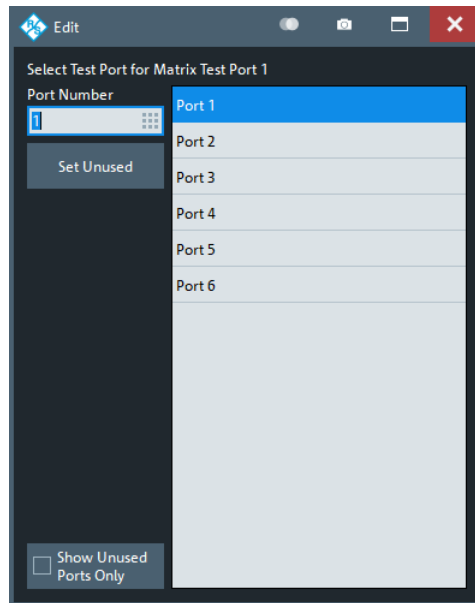 Edit
Select Test Port for Matrix Test Port 1
Port Number
1
Set Unused
Port 1
Port 2
Port 3
Port 4
Port 5
Port 6
Show Unused
Ports Only